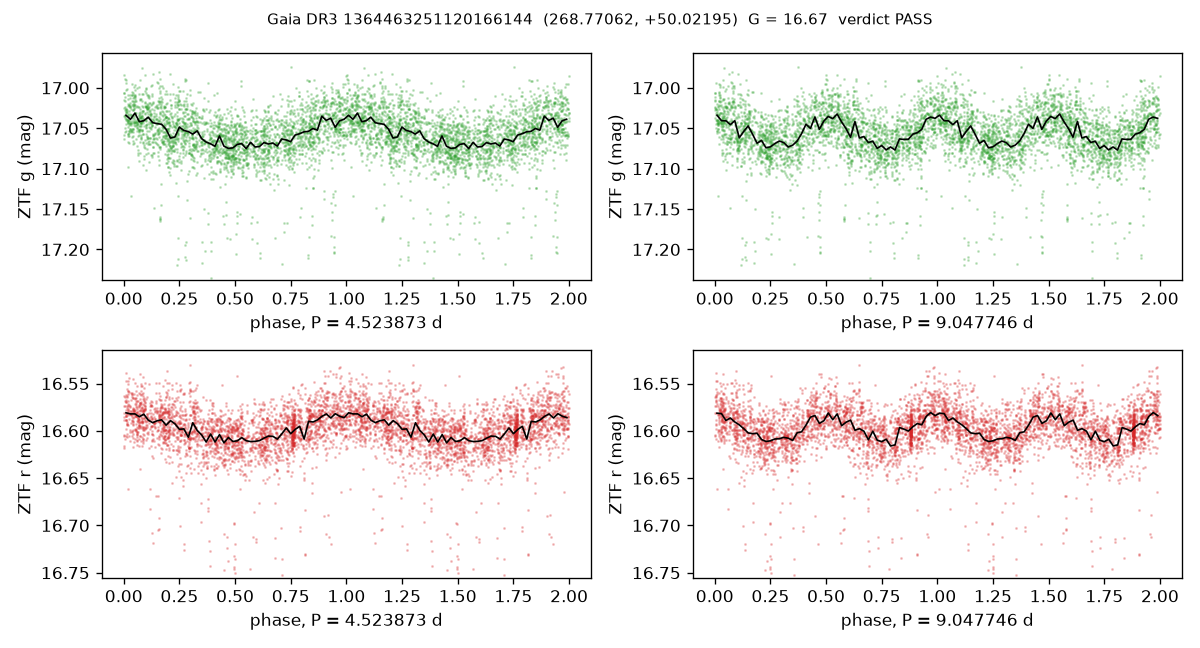 Gaia DR3 1364463251120166144 (268.77062, +50.02195) G = 16.67 verdict PASS
ZTF g (mag)
17.00
17.05
17.10
17.15
17.20
0.00 0.25 0.50 0.75 1.00 1.25 1.50 1.75 2.00
phase, P = 4.523873 d
ZTF g (mag)
17.00
17.05
17.10
17.15
17.20
0.00 0.25 0.50 0.75 1.00 1.25 1.50 1.75 2.00
phase, P = 9.047746 d
ZTF r (mag)
16.55
16.60
16.65
16.70
16.75
0.00 0.25 0.50 0.75 1.00 1.25 1.50 1.75 2.00
phase, P = 4.523873 d
ZTF r (mag)
16.55
16.60
16.65
16.70
16.75
0.00 0.25 0.50 0.75 1.00 1.25 1.50 1.75 2.00
phase, P = 9.047746 d